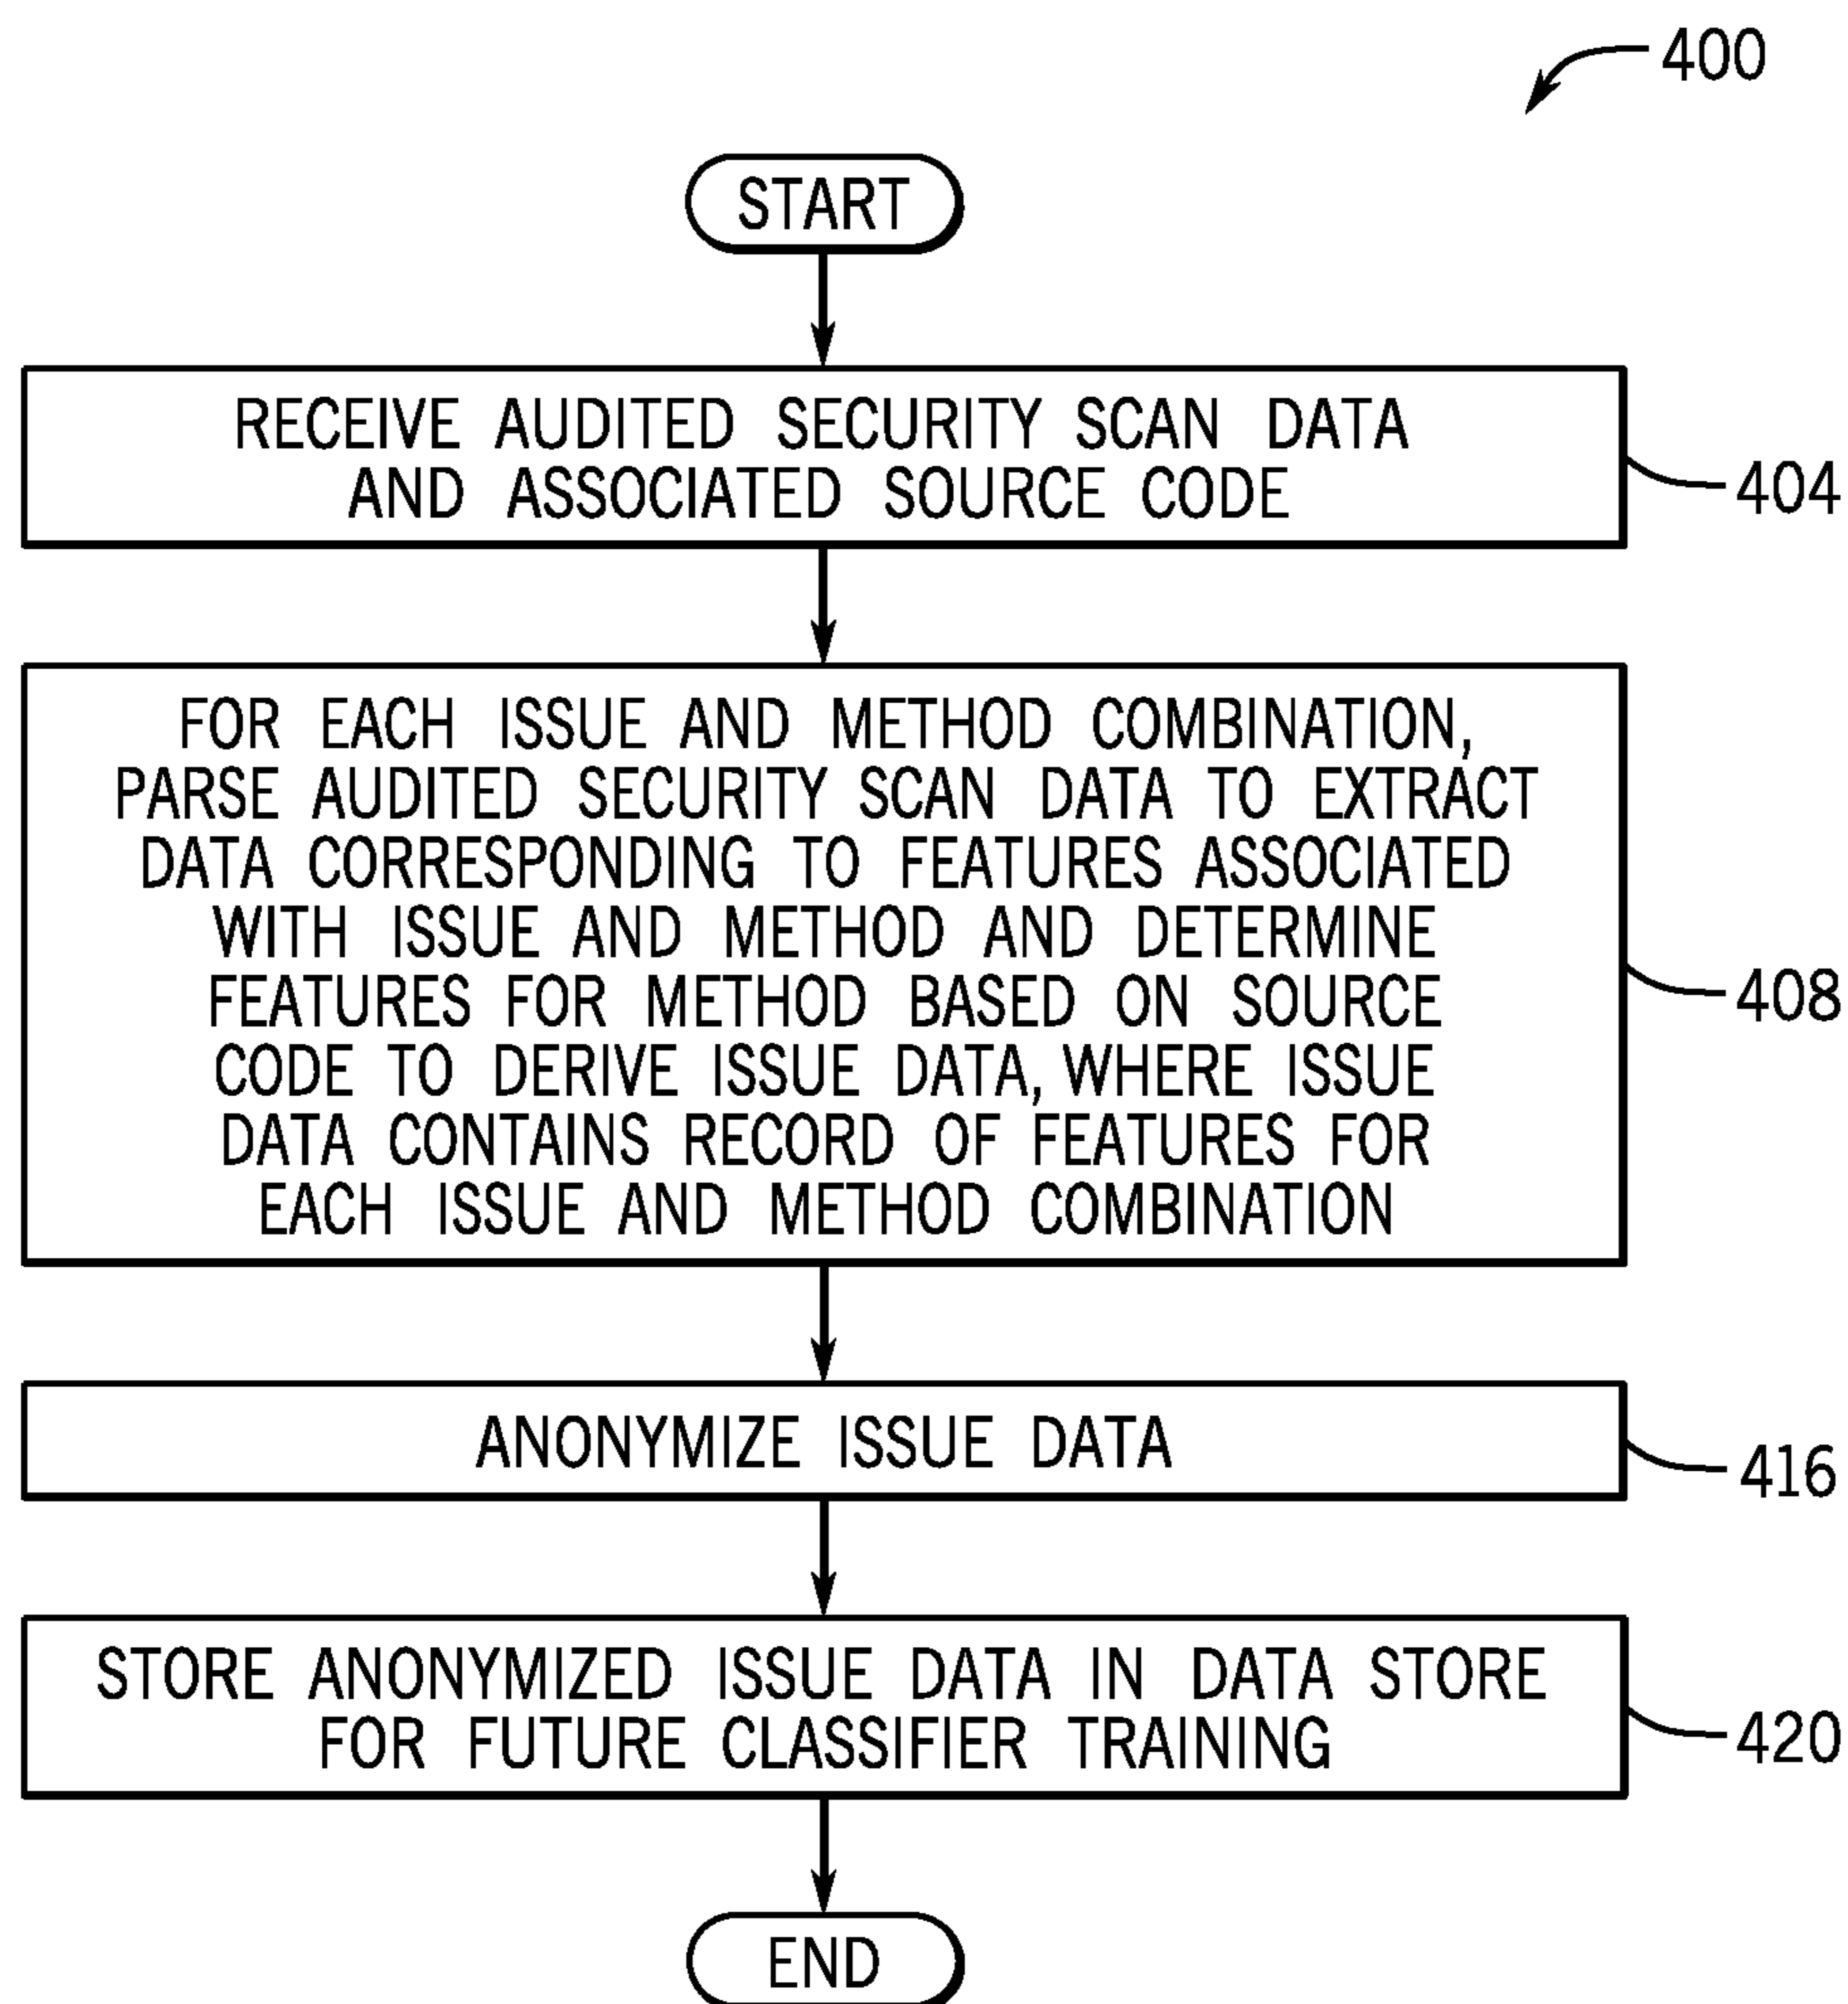 400
START
RECEIVE AUDITED SECURITY SCAN DATA
AND ASSOCIATED SOURCE CODE
404
FOR EACH ISSUE AND METHOD COMBINATION,
PARSE AUDITED SECURITY SCAN DATA TO EXTRACT
DATA CORRESPONDING TO FEATURES ASSOCIATED
WITH ISSUE AND METHOD AND DETERMINE
FEATURES FOR METHOD BASED ON SOURCE
CODE TO DERIVE ISSUE DATA, WHERE ISSUE
DATA CONTAINS RECORD OF FEATURES FOR
EACH ISSUE AND METHOD COMBINATION
408
ANONYMIZE ISSUE DATA
416
STORE ANONYMIZED ISSUE DATA IN DATA STORE
FOR FUTURE CLASSIFIER TRAINING
420
END